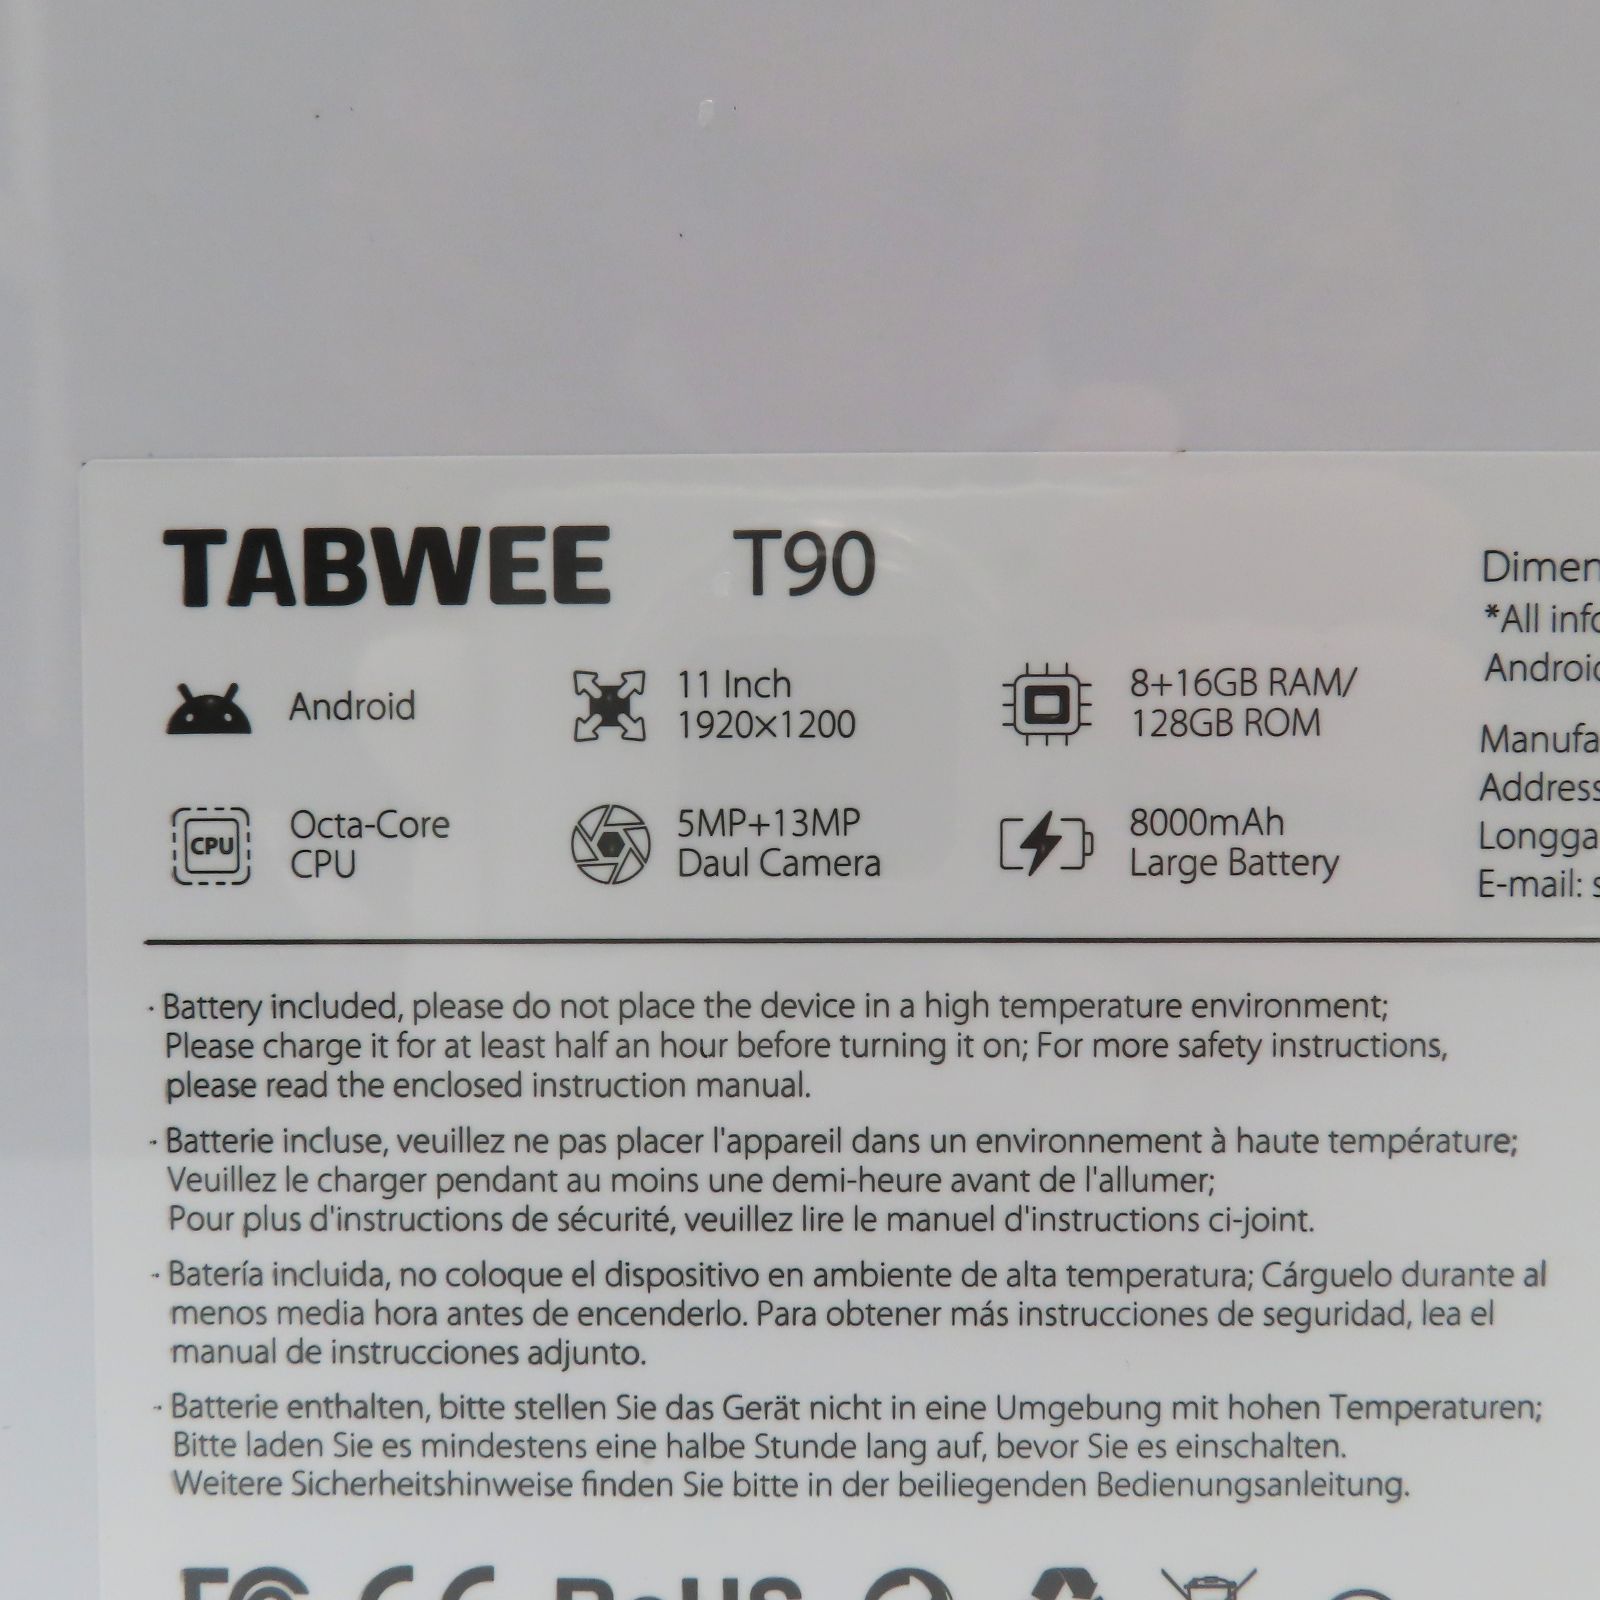 TABWEE T90
Android
11 Inch
1920×1200
8+16GB RAM/
128GB ROM
CPU
Octa-Core
CPU
5MP+13MP
Daul Camera
8000mAh
Large Battery
*All
E-mail:
· Battery included, please do not place the device in a high temperature environment;
Please charge it for at least half an hour before turning it on; For more safety instructions,
please read the enclosed instruction manual.
· Batterie incluse, veuillez ne pas placer l'appareil dans un environnement à haute température;
Veuillez le charger pendant au moins une demi-heure avant de l'allumer;
Pour plus d'instructions de sécurité, veuillez lire le manuel d'instructions ci-joint.
· Batería incluida, no coloque el dispositivo en ambiente de alta temperatura; Cárguelo durante al
menos media hora antes de encenderlo. Para obtener más instrucciones de seguridad, lea el
manual de instrucciones adjunto.
· Batterie enthalten, bitte stellen Sie das Gerät nicht in eine Umgebung mit hohen Temperaturen;
Bitte laden Sie es mindestens eine halbe Stunde lang auf, bevor Sie es einschalten.
Weitere Sicherheitshinweise finden Sie bitte in der beiliegenden Bedienungsanleitung.